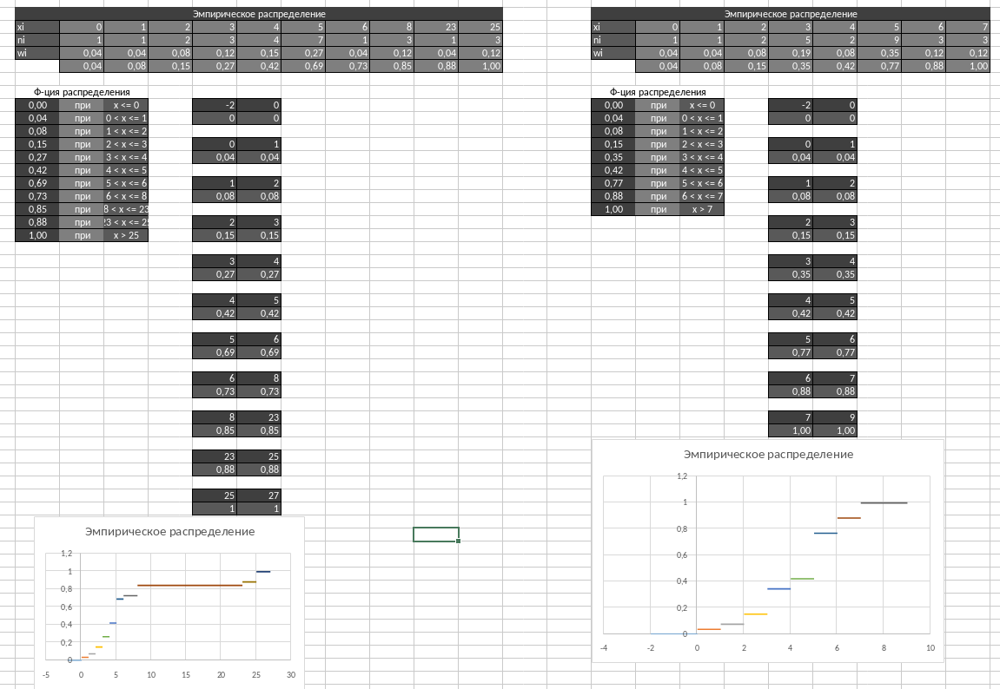 Эмпирическое распределение
xi 0 1 2 3 4 5 6 8 23 25
ni 1 1 2 3 4 7 1 3 1 3
wi 0,04 0,04 0,08 0,12 0,15 0,27 0,04 0,12 0,04 0,12
0,04 0,08 0,15 0,27 0,42 0,69 0,73 0,85 0,88 1,00
Ф-ция распределения
0,00 при x <= 0
0,04 при 0 < x <= 1
0,08 при 1 < x <= 2
0,15 при 2 < x <= 3
0,27 при 3 < x <= 4
0,42 при 4 < x <= 5
0,69 при 5 < x <= 6
0,73 при 6 < x <= 8
0,85 при 8 < x <= 23
0,88 при 3 < x <= 2
1,00 при x > 25
-2 0
0 0
0 1
0,04 0,04
1 2
0,08 0,08
2 3
0,15 0,15
3 4
0,27 0,27
4 5
0,42 0,42
5 6
0,69 0,69
6 8
0,73 0,73
8 23
0,85 0,85
23 25
0,88 0,88
25 27
1 1
Эмпирическое распределение
1,2
1
0,8
0,6
0,4
0,2
0
-5 0 5 10 15 20 25 30
Эмпирическое распределение
xi 0 1 2 3 4 5 6 7
ni 1 1 2 5 2 9 3 3
wi 0,04 0,04 0,08 0,19 0,08 0,35 0,12 0,12
0,04 0,08 0,15 0,35 0,42 0,77 0,88 1,00
Ф-ция распределения
0,00 при x <= 0
0,04 при 0 < x <= 1
0,08 при 1 < x <= 2
0,15 при 2 < x <= 3
0,35 при 3 < x <= 4
0,42 при 4 < x <= 5
0,77 при 5 < x <= 6
0,88 при 6 < x <= 7
1,00 при x > 7
-2 0
0 0
0 1
0,04 0,04
1 2
0,08 0,08
2 3
0,15 0,15
3 4
0,35 0,35
4 5
0,42 0,42
5 6
0,77 0,77
6 7
0,88 0,88
7 9
1,00 1,00
Эмпирическое распределение
1,2
1
0,8
0,6
0,4
0,2
0
-4 -2 0 2 4 6 8 10